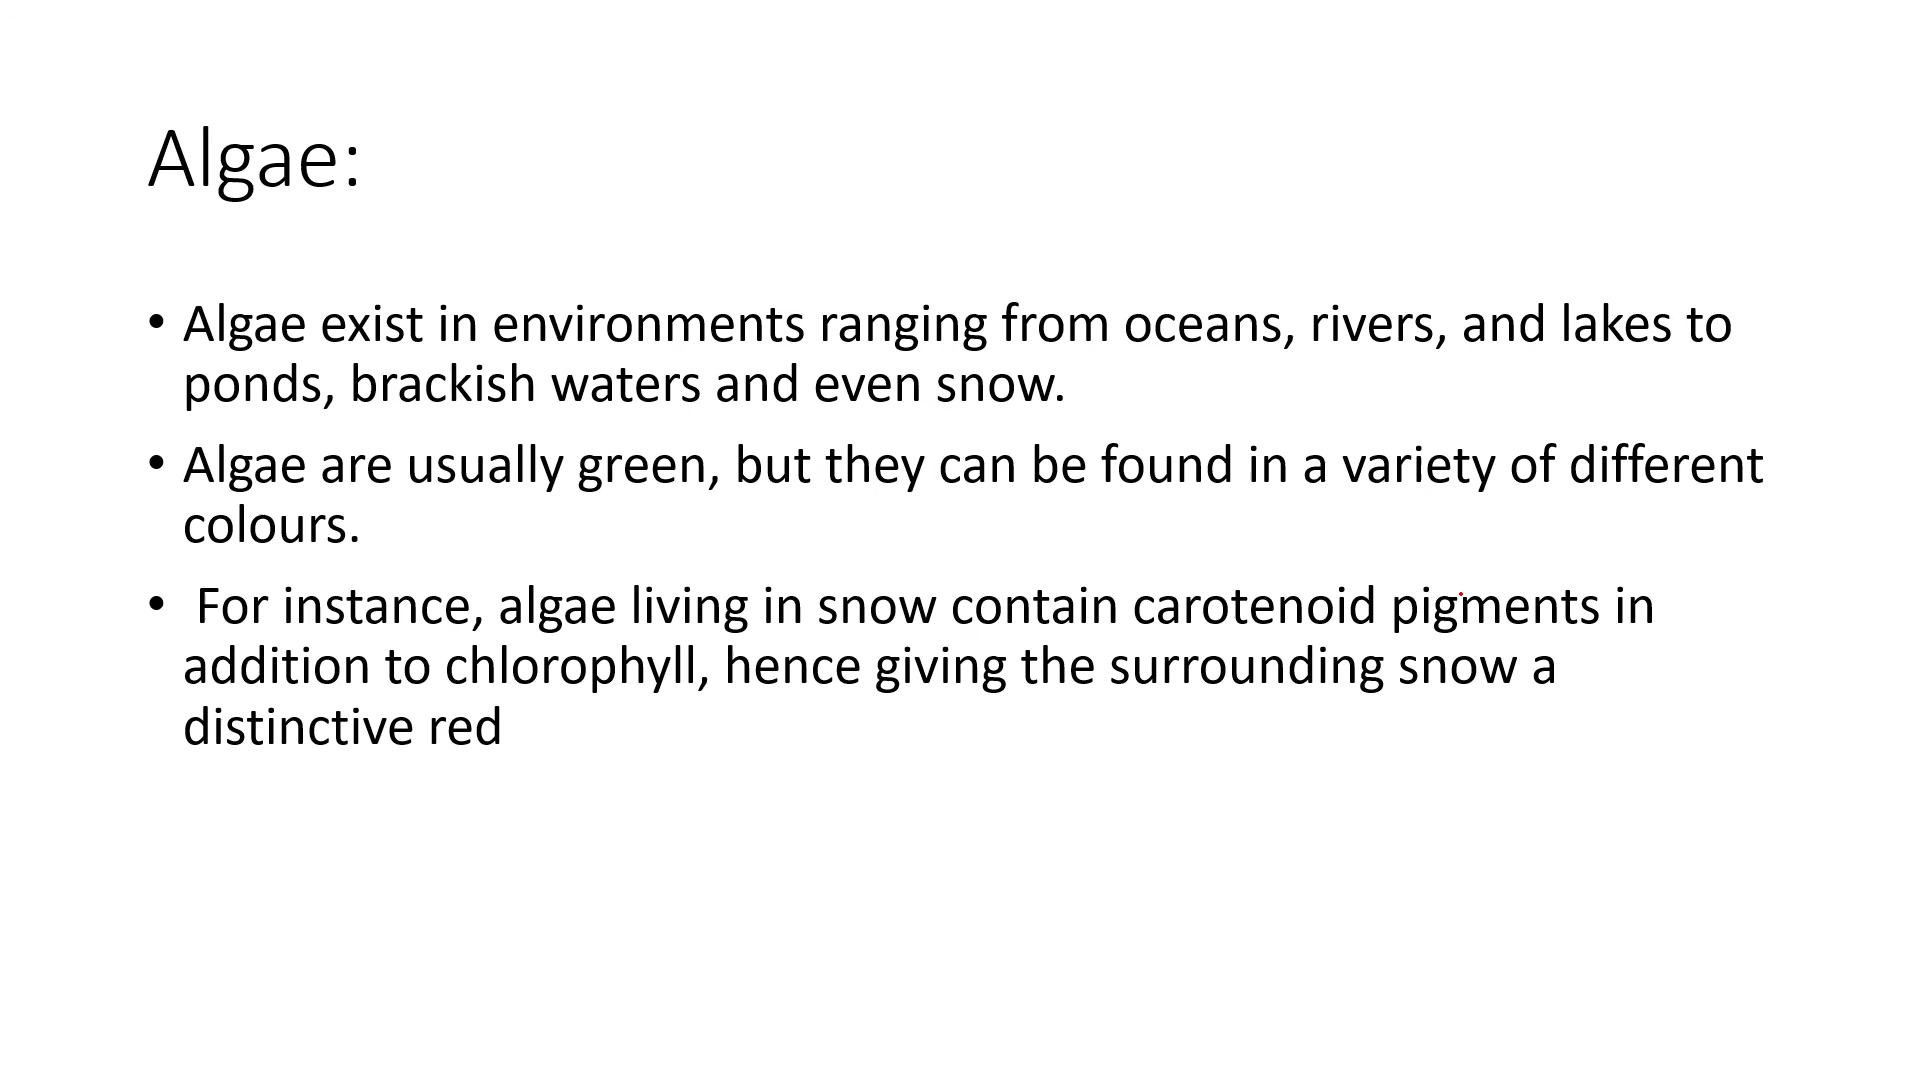 Algae:
• Algae exist in environments ranging from oceans, rivers, and lakes to
ponds, brackish waters and even snow.
• Algae are usually green, but they can be found in a variety of different
colours.
• For instance, algae living in snow contain carotenoid pigments in
addition to chlorophyll, hence giving the surrounding snow a
distinctive red